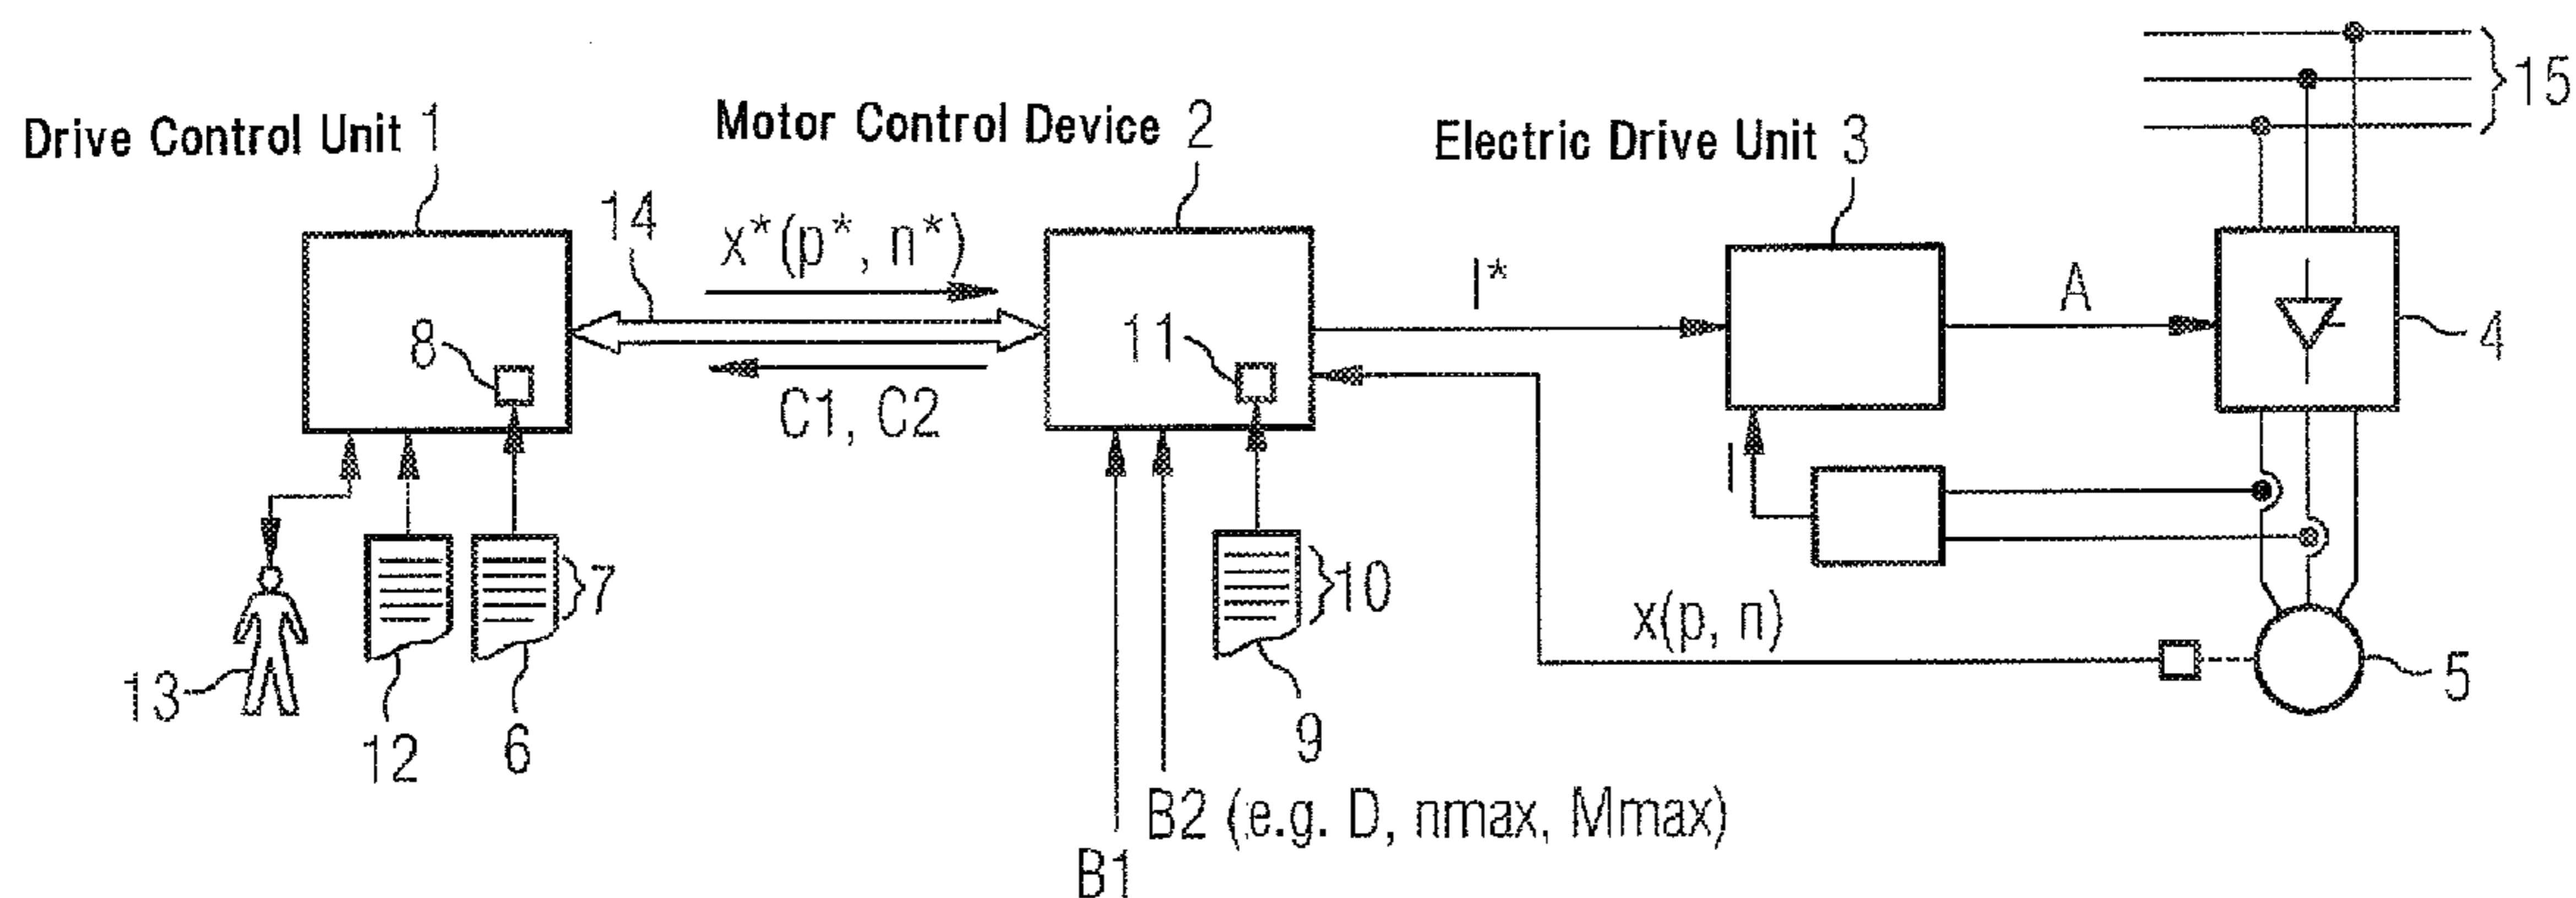 15
Drive Control Unit 1
Motor Control Device 2
Electric Drive Unit 3
14
x*(p*, n*)
I*
A
8
11
4
C1, C2
I
7
10
x(p, n)
13
12
6
9
5
B2 (e.g. D, nmax, Mmax)
B1